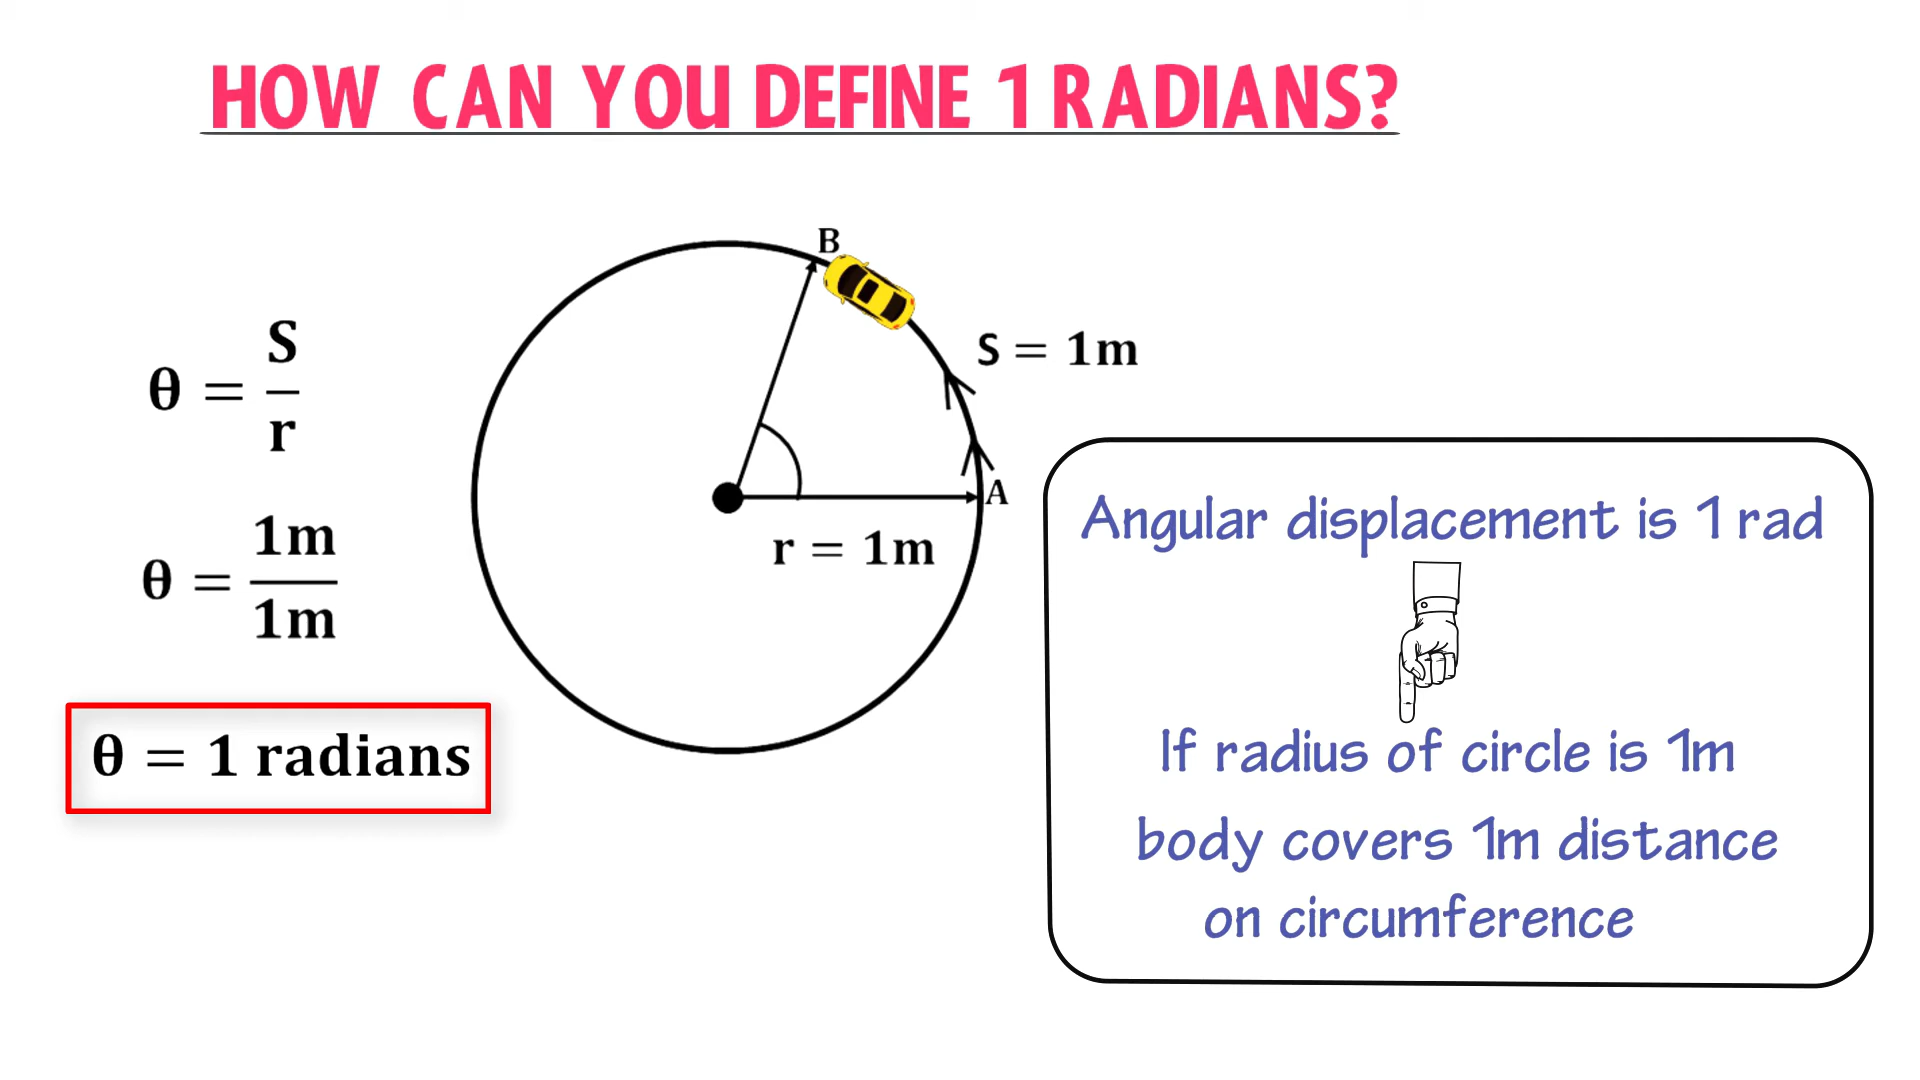 HOW CAN YOU DEFINE 1 RADIANS?
B
S = 1m
θ = S/r
A
r = 1m
θ = 1m/1m
θ = 1 radians
Angular displacement is 1 rad
If radius of circle is 1m
body covers 1m distance
on circumference